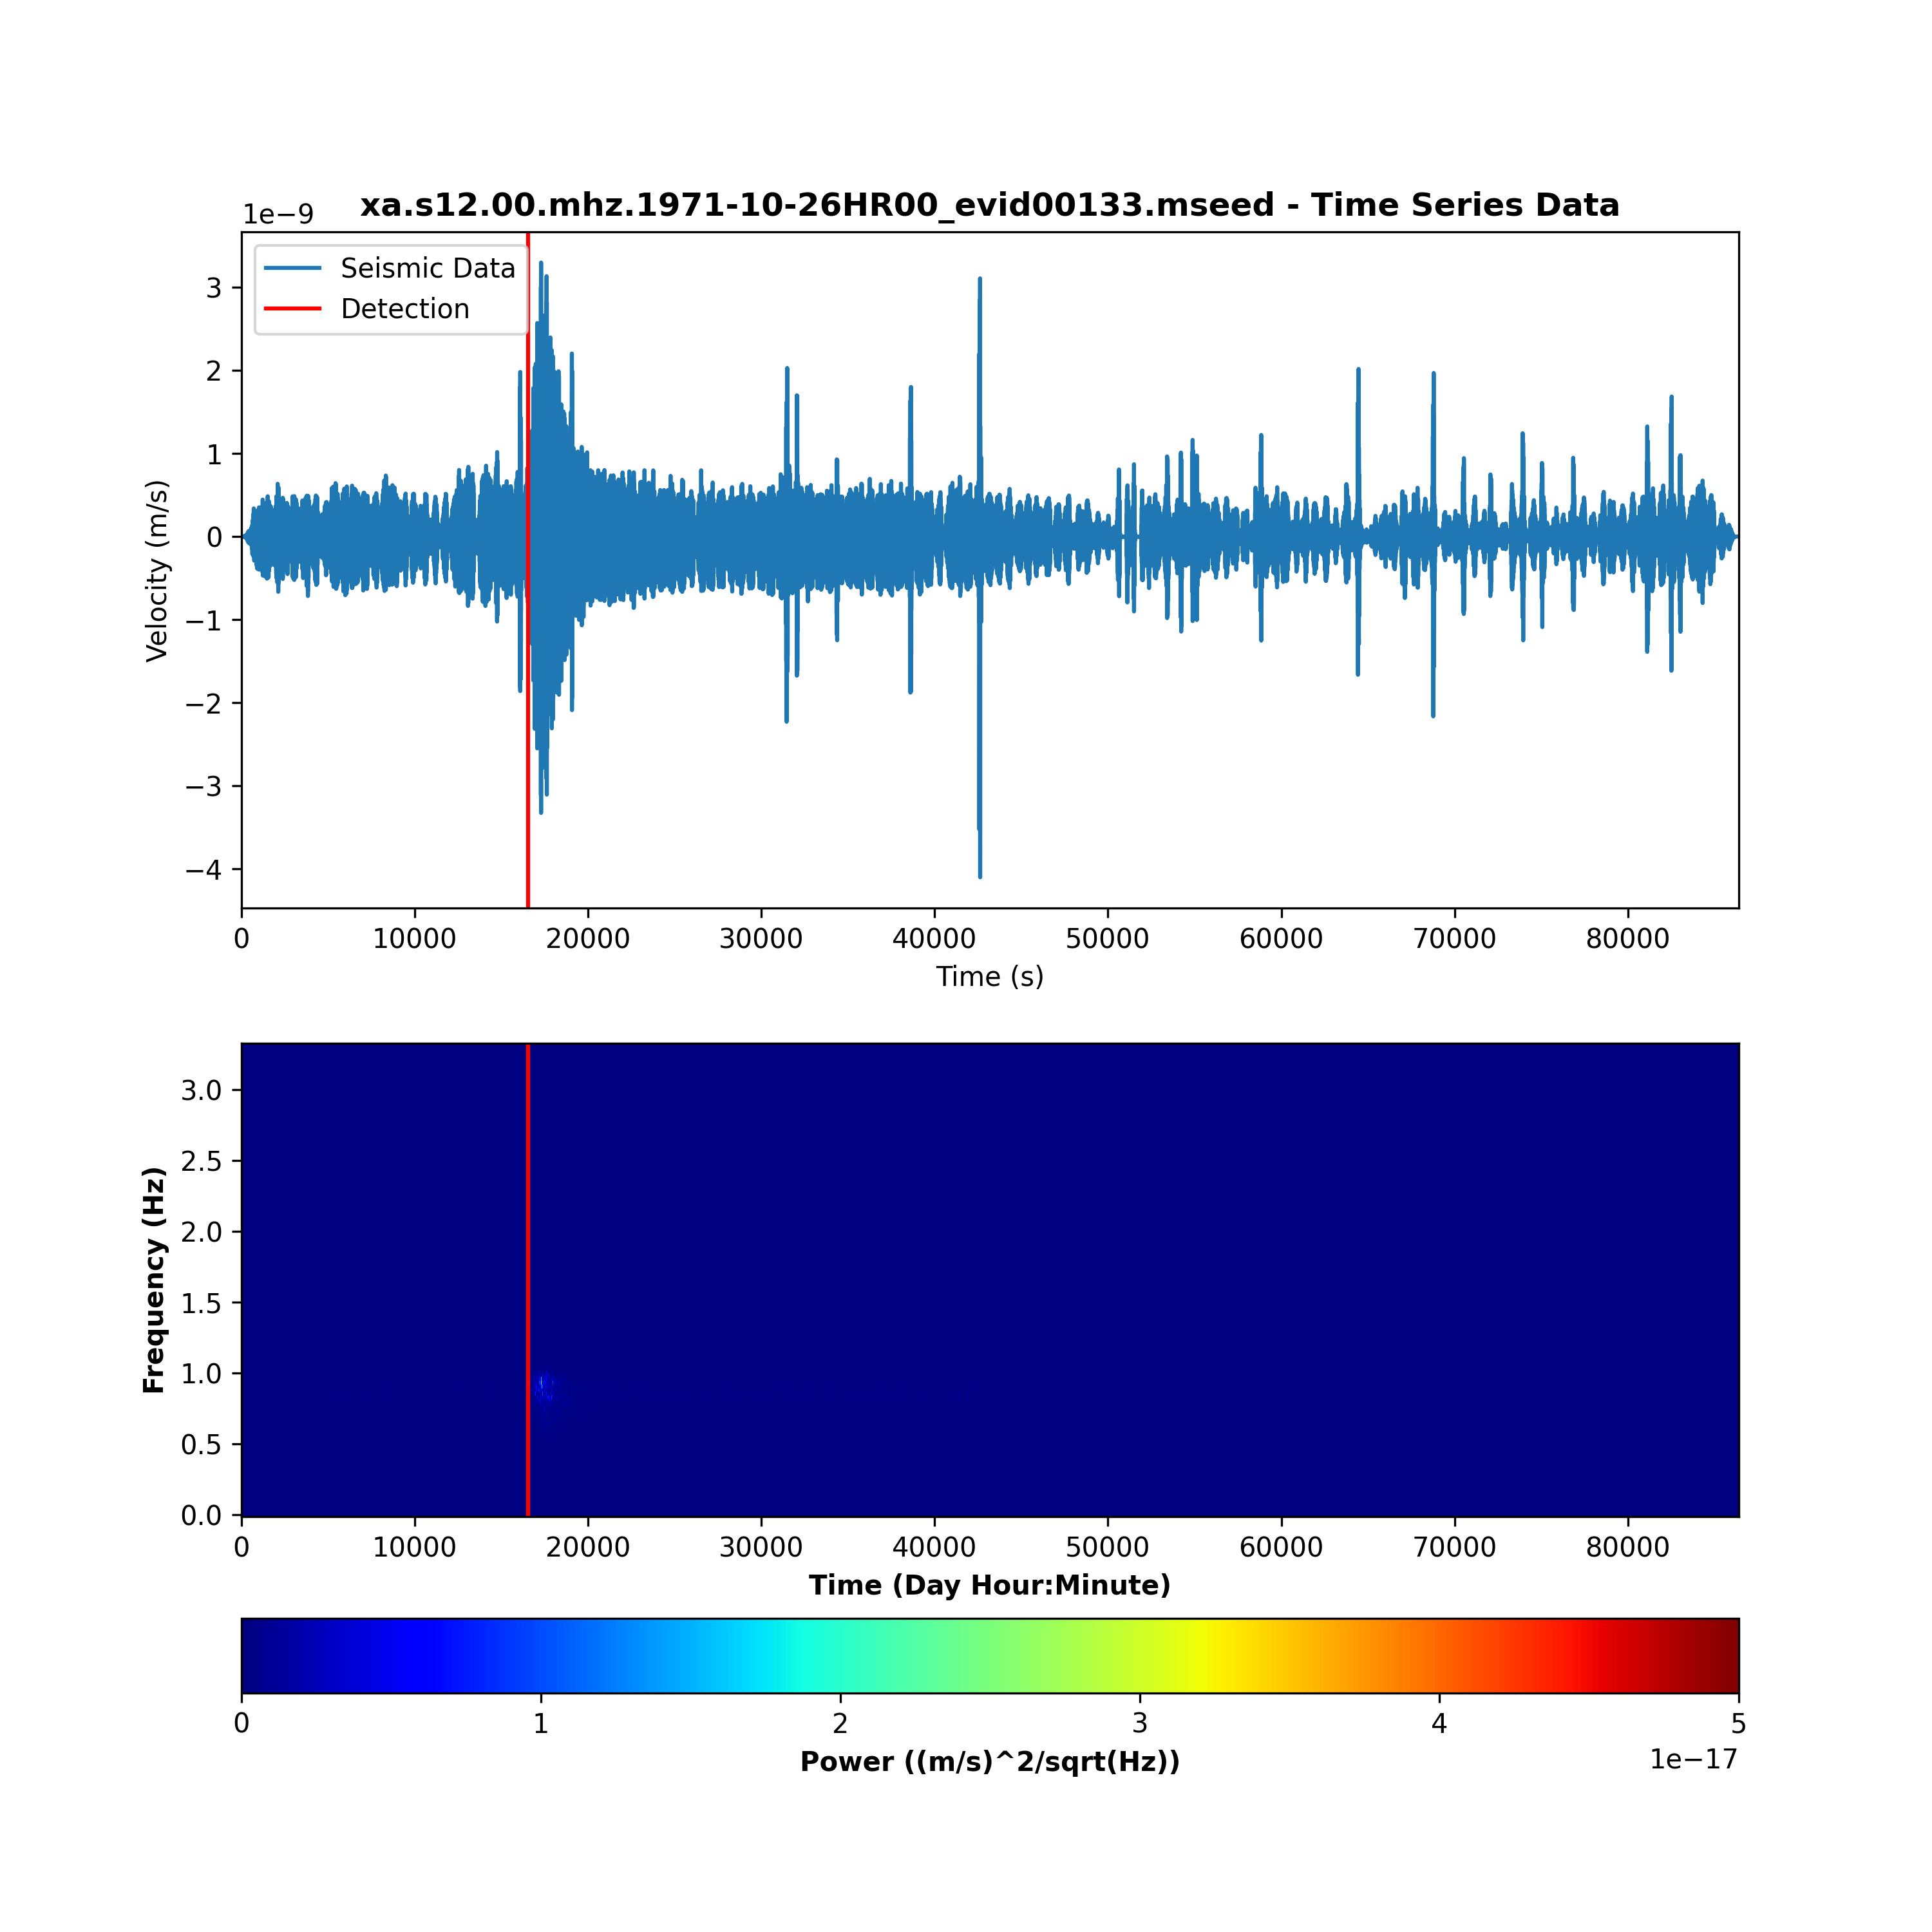 xa.s12.00.mhz.1971-10-26HR00_evid00133.mseed - Time Series Data
1e−9
Seismic Data
Detection
3
2
1
0
−1
−2
−3
−4
Velocity (m/s)
0 10000 20000 30000 40000 50000 60000 70000 80000
Time (s)
3.0
2.5
2.0
1.5
1.0
0.5
0.0
Frequency (Hz)
0 10000 20000 30000 40000 50000 60000 70000 80000
Time (Day Hour:Minute)
0 1 2 3 4 5
Power ((m/s)^2/sqrt(Hz))
1e−17